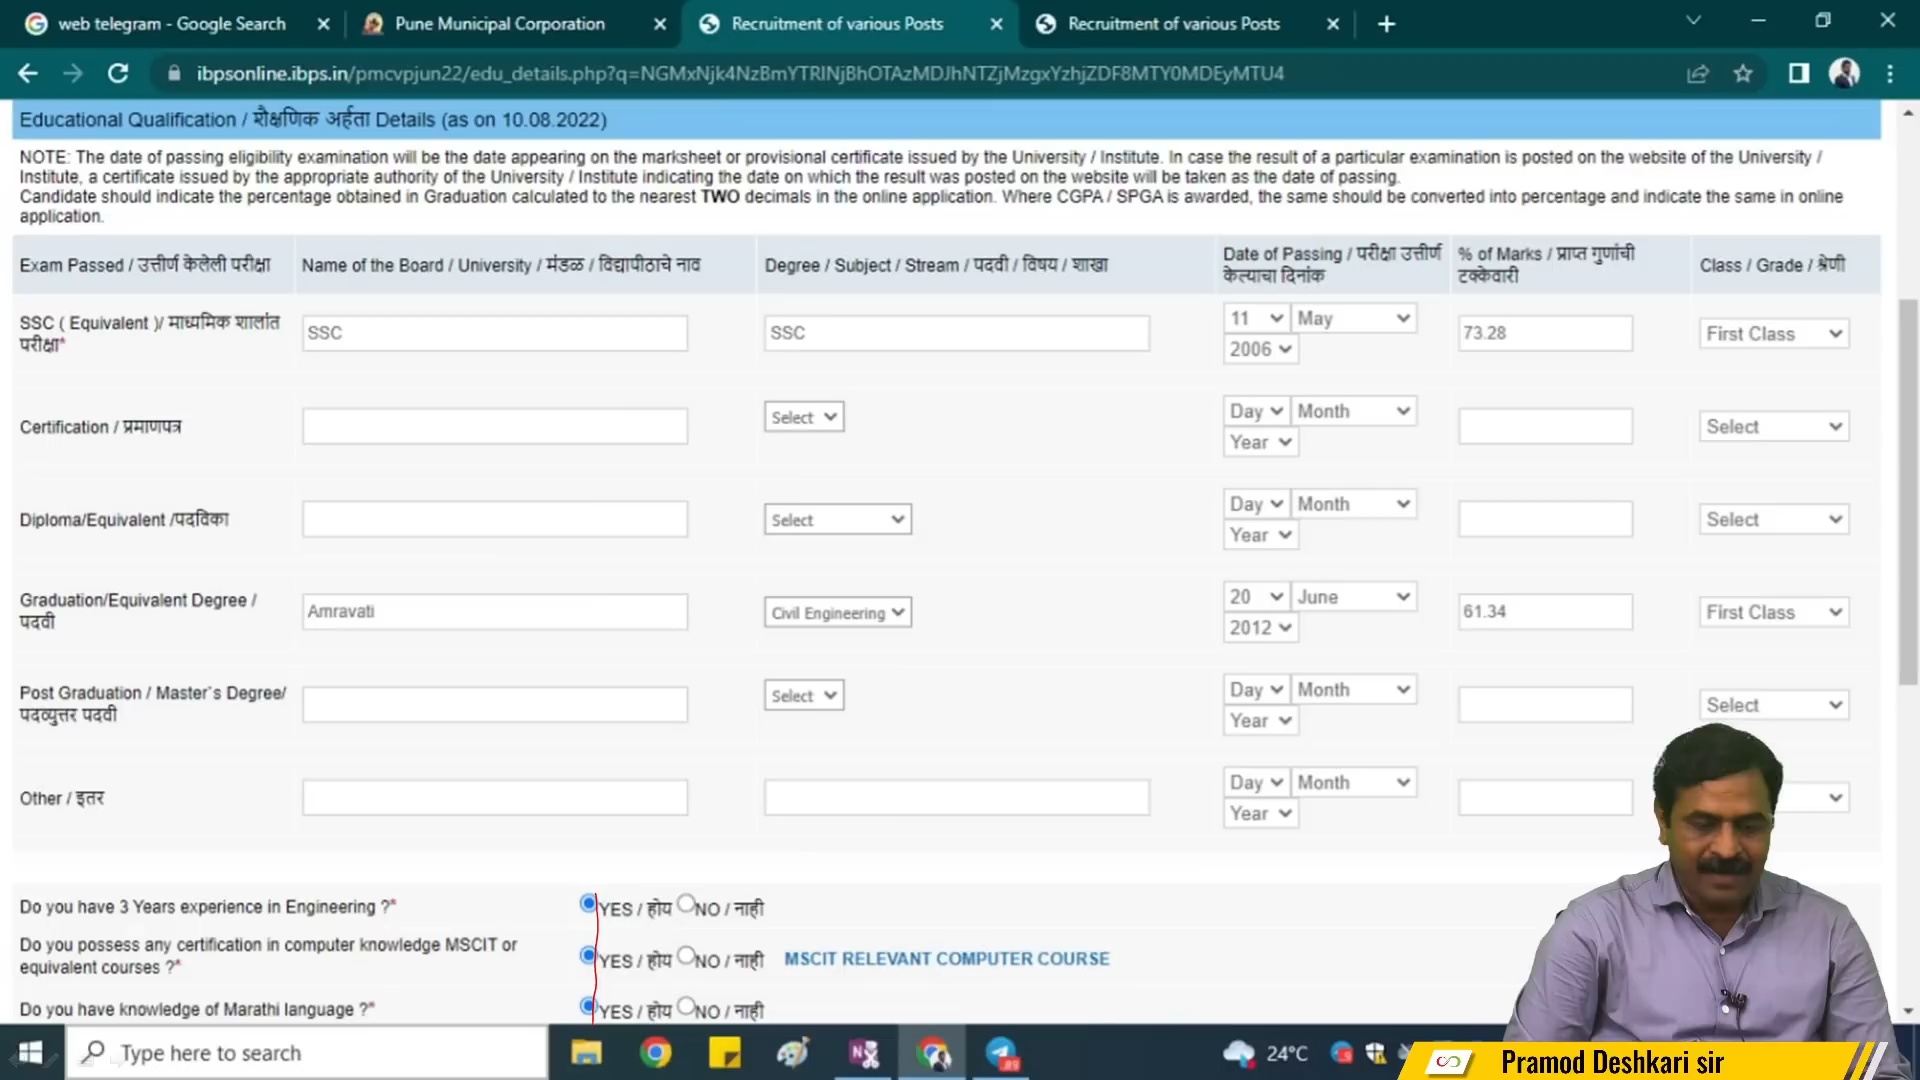 web telegram - Google Search
Pune Municipal Corporation
Recruitment of various Posts
Recruitment of various Posts
ibpsonline.ibps.in/pmcvpjun22/edu_details.php?q=NGMxNjk4NzBmYTRlNjBhOTAzMDJhNTZjMzgxYzhjZDF8MTY0MDEyMTU4
Educational Qualification / शैक्षणिक अर्हता Details (as on 10.08.2022)
NOTE: The date of passing eligibility examination will be the date appearing on the marksheet or provisional certificate issued by the University / Institute. In case the result of a particular examination is posted on the website of the University /
Institute, a certificate issued by the appropriate authority of the University / Institute indicating the date on which the result was posted on the website will be taken as the date of passing.
Candidate should indicate the percentage obtained in Graduation calculated to the nearest TWO decimals in the online application. Where CGPA / SPGA is awarded, the same should be converted into percentage and indicate the same in online
application.
Exam Passed / उत्तीर्ण केलेली परीक्षा
Name of the Board / University / मंडळ / विद्यापीठाचे नाव
Degree / Subject / Stream / पदवी / विषय / शाखा
Date of Passing / परीक्षा उत्तीर्ण
केल्याचा दिनांक
% of Marks / प्राप्त गुणांची
टक्केवारी
Class / Grade / श्रेणी
SSC ( Equivalent )/ माध्यमिक शालांत
परीक्षा*
SSC
SSC
11 May
2006
73.28
First Class
Certification / प्रमाणपत्र
Select
Day Month
Year
Select
Diploma/Equivalent /पदविका
Select
Day Month
Year
Select
Graduation/Equivalent Degree /
पदवी
Amravati
Civil Engineering
20 June
2012
61.34
First Class
Post Graduation / Master`s Degree/
पदव्युत्तर पदवी
Select
Day Month
Year
Select
Other / इतर
Day Month
Year
Do you have 3 Years experience in Engineering ?*
YES / होय NO / नाही
Do you possess any certification in computer knowledge MSCIT or
equivalent courses ?*
YES / होय NO / नाही
MSCIT RELEVANT COMPUTER COURSE
Do you have knowledge of Marathi language ?*
YES / होय NO / नाही
Type here to search
24°C
Pramod Deshkari sir